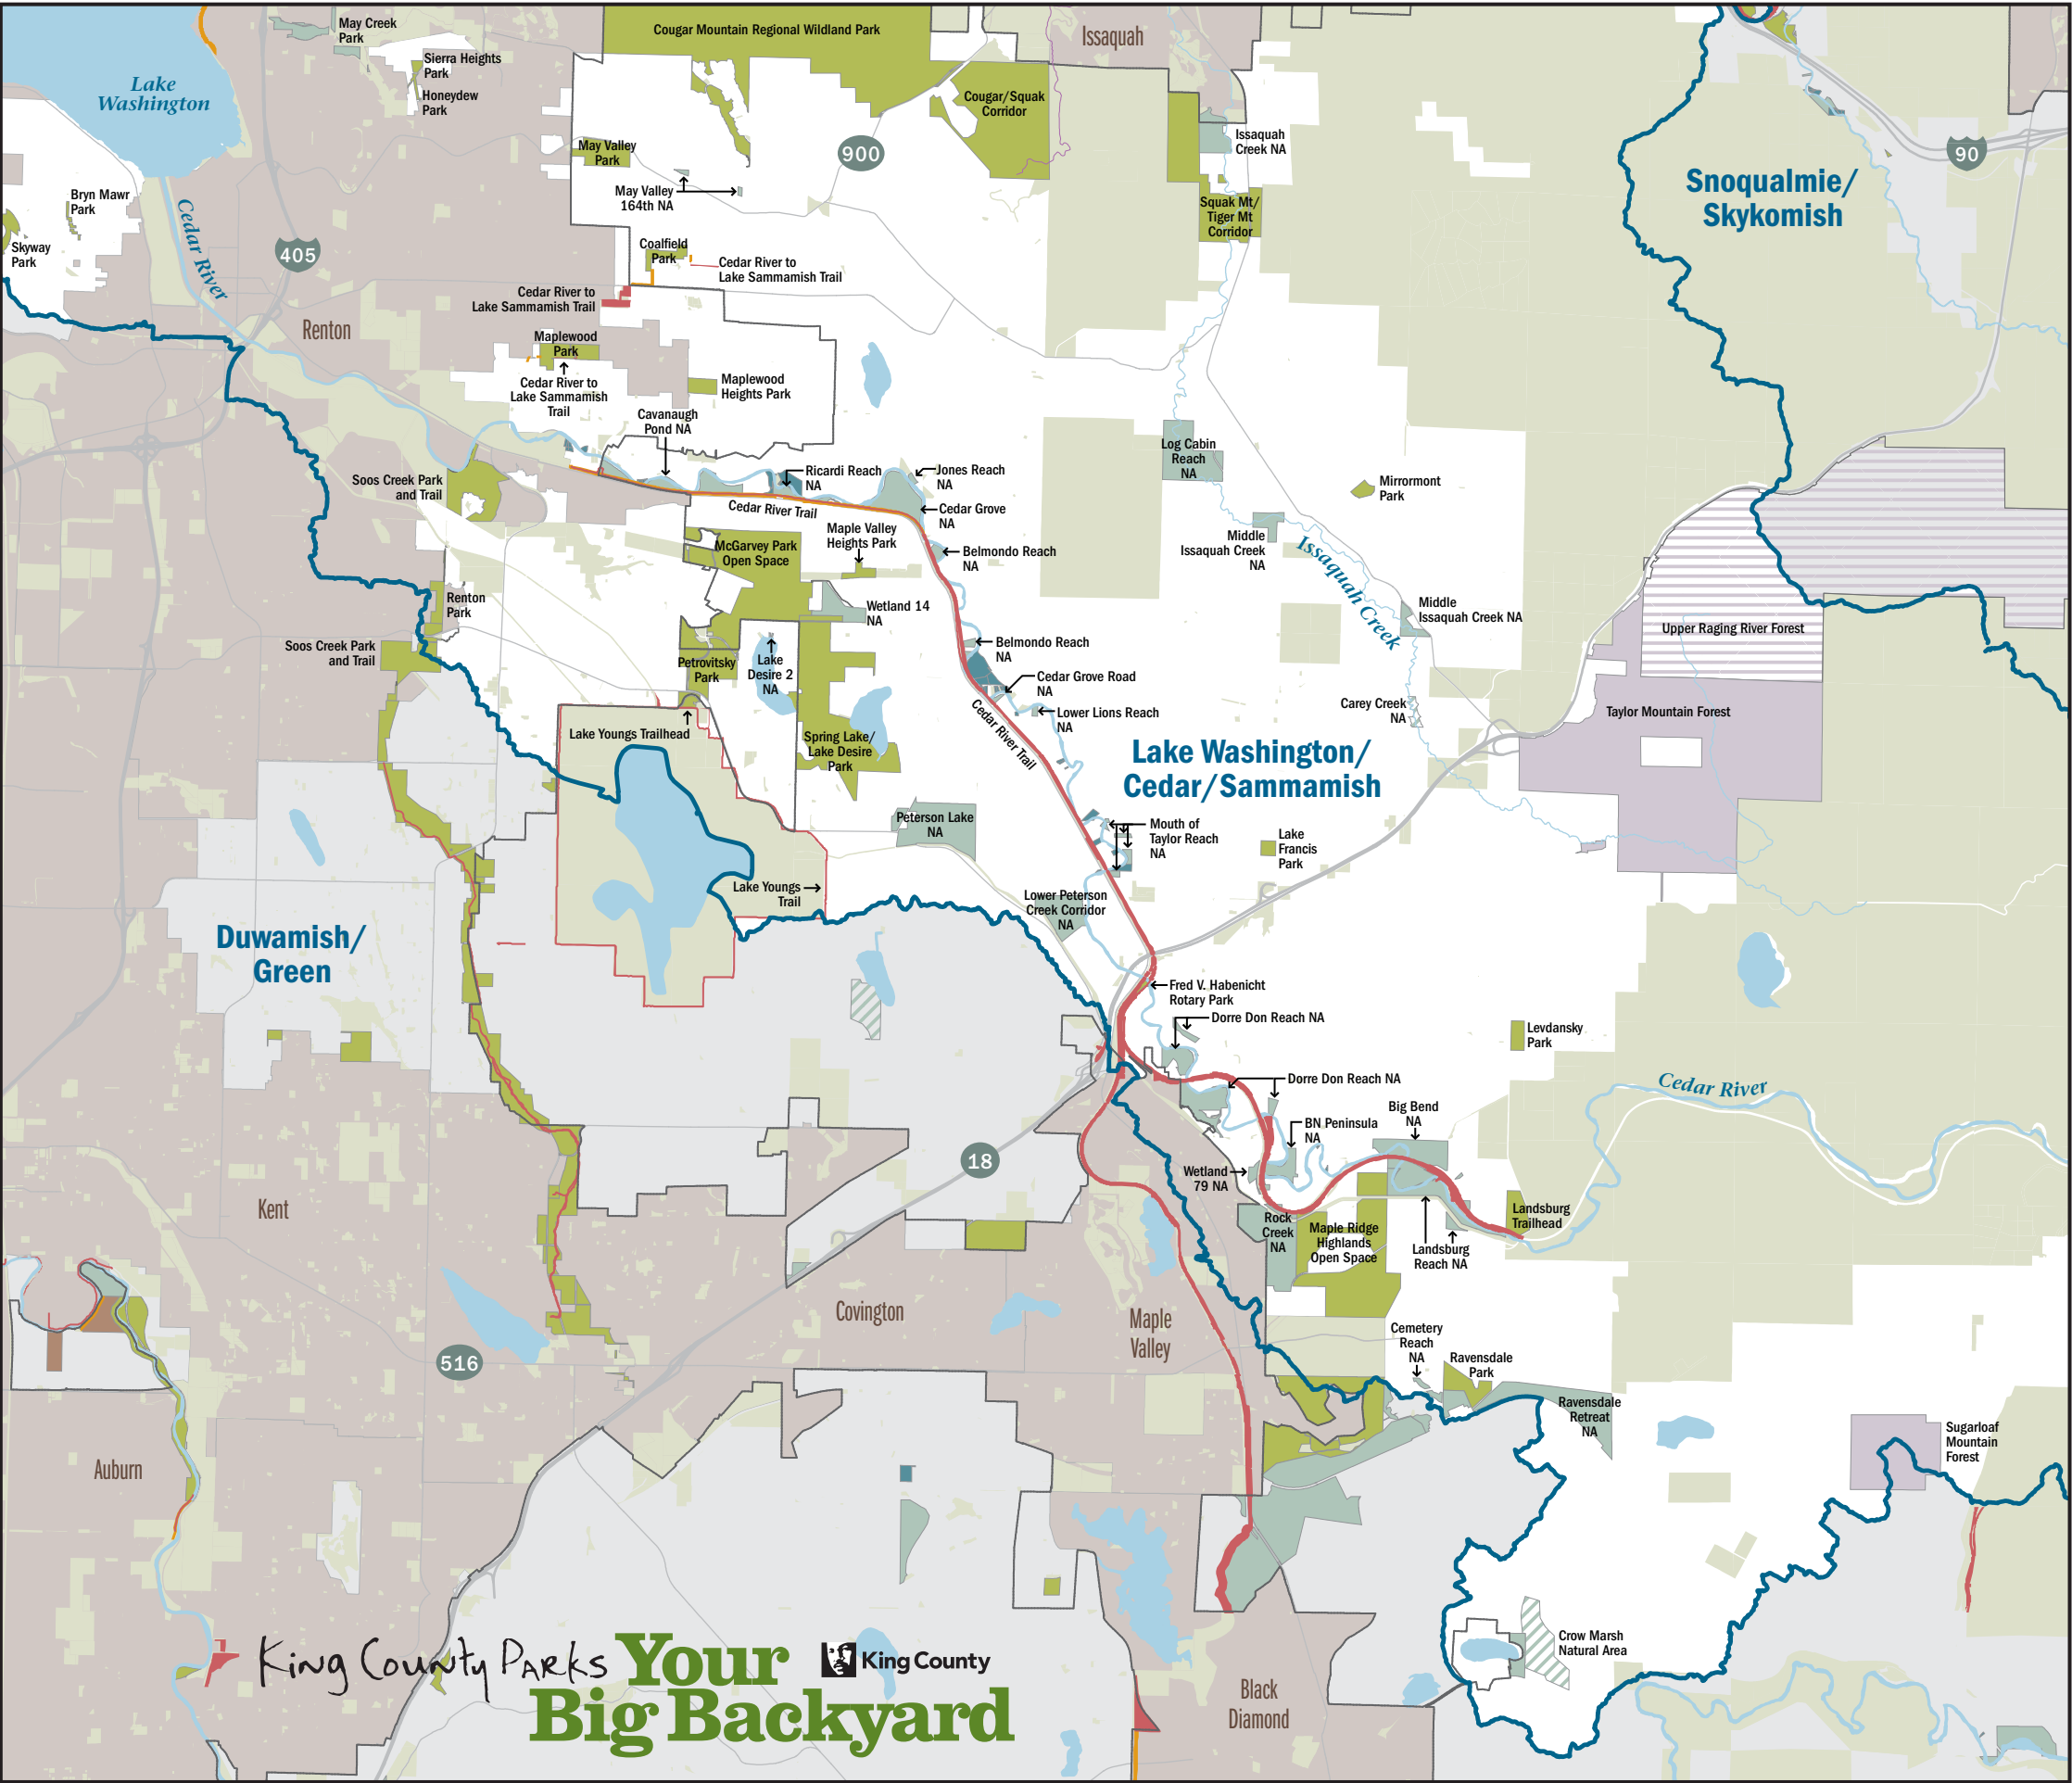 May Creek
Park
Cougar Mountain Regional Wildland Park
Issaquah
Sierra Heights
Park
Honeydew
Park
Lake
Washington
Cougar/Squak
Corridor
Issaquah
Creek NA
May Valley
Park
900
90
May Valley
164th NA
Snoqualmie/
Skykomish
Bryn Mawr
Park
Skyway
Park
Cedar River
405
Squak Mt/
Tiger Mt
Corridor
Coalfield
Park
Cedar River to
Lake Sammamish Trail
Cedar River to
Lake Sammamish Trail
Renton
Maplewood
Park
Cedar River to
Lake Sammamish
Trail
Maplewood
Heights Park
Cavanaugh
Pond NA
Log Cabin
Reach
NA
Soos Creek Park
and Trail
Ricardi Reach
NA
Jones Reach
NA
Mirrormont
Park
Cedar River Trail
Cedar Grove
NA
Maple Valley
Heights Park
McGarvey Park
Open Space
Belmondo Reach
NA
Middle
Issaquah Creek
NA
Issaquah Creek
Renton
Park
Wetland 14
NA
Middle
Issaquah Creek NA
Upper Raging River Forest
Soos Creek Park
and Trail
Petrovitsky
Park
Lake
Desire 2
NA
Belmondo Reach
NA
Cedar Grove Road
NA
Lower Lions Reach
NA
Carey Creek
NA
Taylor Mountain Forest
Lake Youngs Trailhead
Spring Lake/
Lake Desire
Park
Cedar River Trail
Lake Washington/
Cedar/Sammamish
Peterson Lake
NA
Mouth of
Taylor Reach
NA
Lake
Francis
Park
Lake Youngs
Trail
Lower Peterson
Creek Corridor
NA
Duwamish/
Green
Fred V. Habenicht
Rotary Park
Dorre Don Reach NA
Levdansky
Park
Dorre Don Reach NA
Cedar River
Big Bend
NA
BN Peninsula
NA
18
Wetland
79 NA
Kent
Rock
Creek
NA
Maple Ridge
Highlands
Open Space
Landsburg
Trailhead
Landsburg
Reach NA
Covington
Maple
Valley
516
Cemetery
Reach
NA
Ravensdale
Park
Ravensdale
Retreat
NA
Sugarloaf
Mountain
Forest
Auburn
Crow Marsh
Natural Area
King County Parks
Your
Big Backyard
King County
Black
Diamond